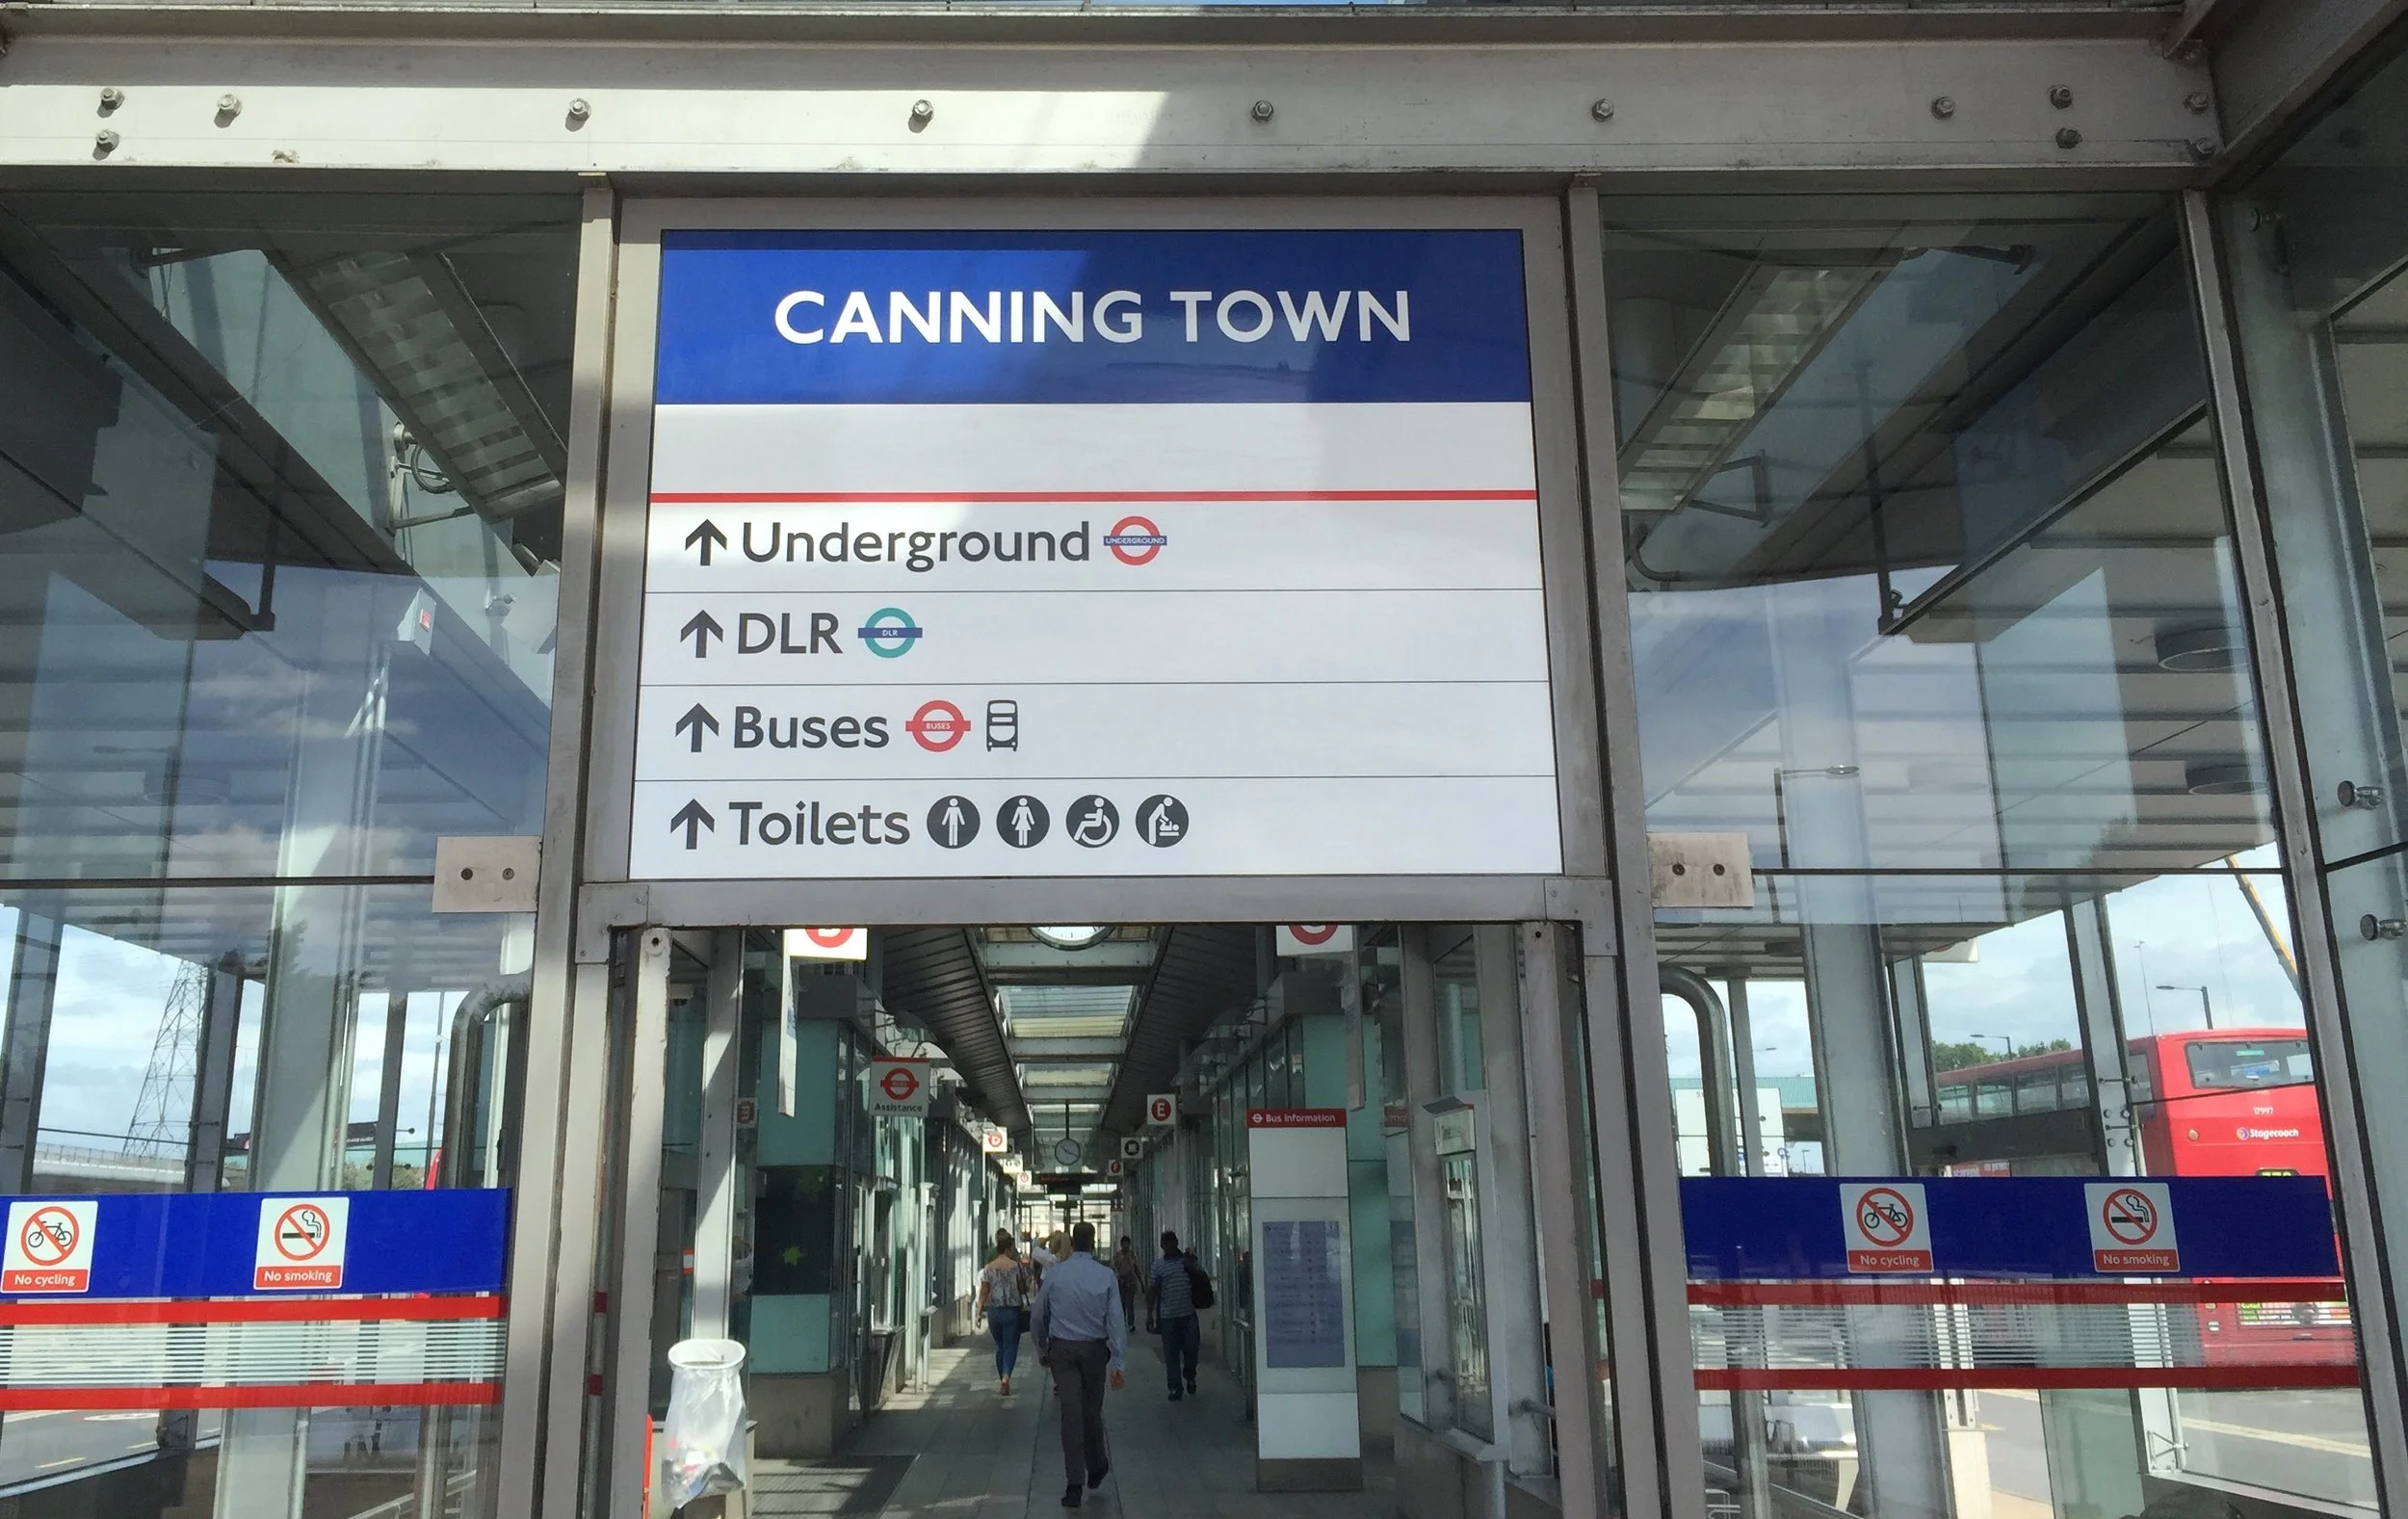 CANNING TOWN
Underground UNDERGROUND
DLR DLR
Buses BUSES
Toilets
Assistance
E
Bus Information
17997
Stagecoach
No cycling
No smoking
No cycling
No smoking